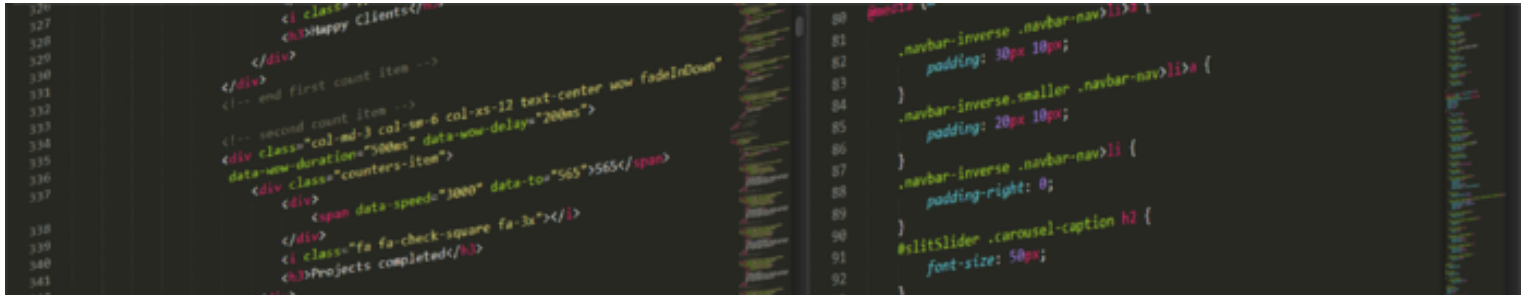 326
327 <i class=
328 <h3>Happy Clients</h3>
329 </div>
330 </div>
331 <!-- end first count item -->
332
333 <!-- second count item -->
334 <div class="col-md-3 col-sm-6 col-xs-12 text-center wow fadeInDown"
335 data-wow-duration="500ms" data-wow-delay="200ms">
336 <div class="counters-item">
337 <div>
<span data-speed="3000" data-to="565">565</span>
338 </div>
339 <i class="fa fa-check-square fa-3x"></i>
340 <h3>Projects completed</h3>
341 </div>
80 @media (
81 .navbar-inverse .navbar-nav>li>a {
82 padding: 30px 10px;
83 }
84 .navbar-inverse.smaller .navbar-nav>li>a {
85 padding: 20px 10px;
86 }
87 .navbar-inverse .navbar-nav>li {
88 padding-right: 0;
89 }
90 #slitSlider .carousel-caption h2 {
91 font-size: 50px;
92 }